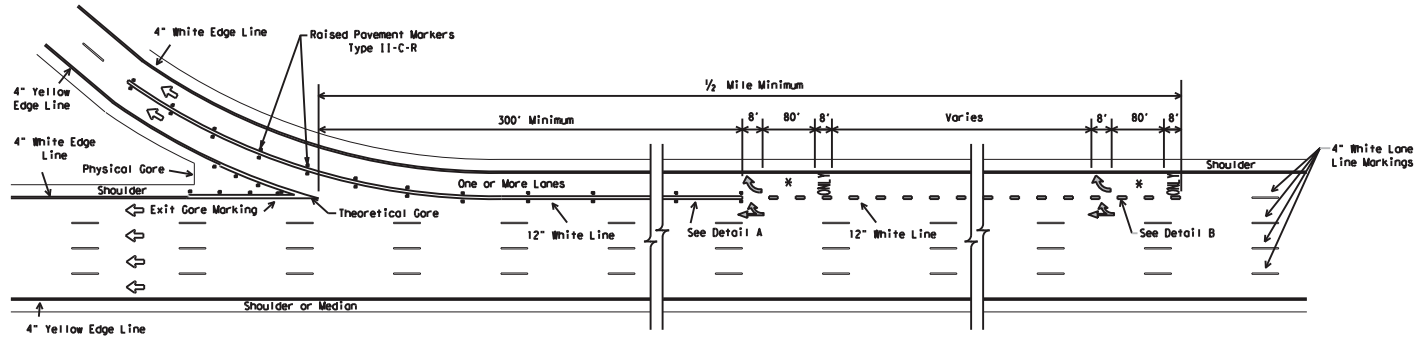 4" White Edge Line
Raised Pavement Markers
Type II-C-R
4" Yellow
Edge Line
4" White Edge
Line
Physical Gore
Shoulder
Exit Gore Marking
Theoretical Gore
½ Mile Minimum
300' Minimum
8'
80'
8'
Varies
8'
80'
8'
One or More Lanes
*
ONLY
*
ONLY
Shoulder
4" White Lane
Line Markings
12" White Line
See Detail A
12" White Line
See Detail B
Shoulder or Median
4" Yellow Edge Line